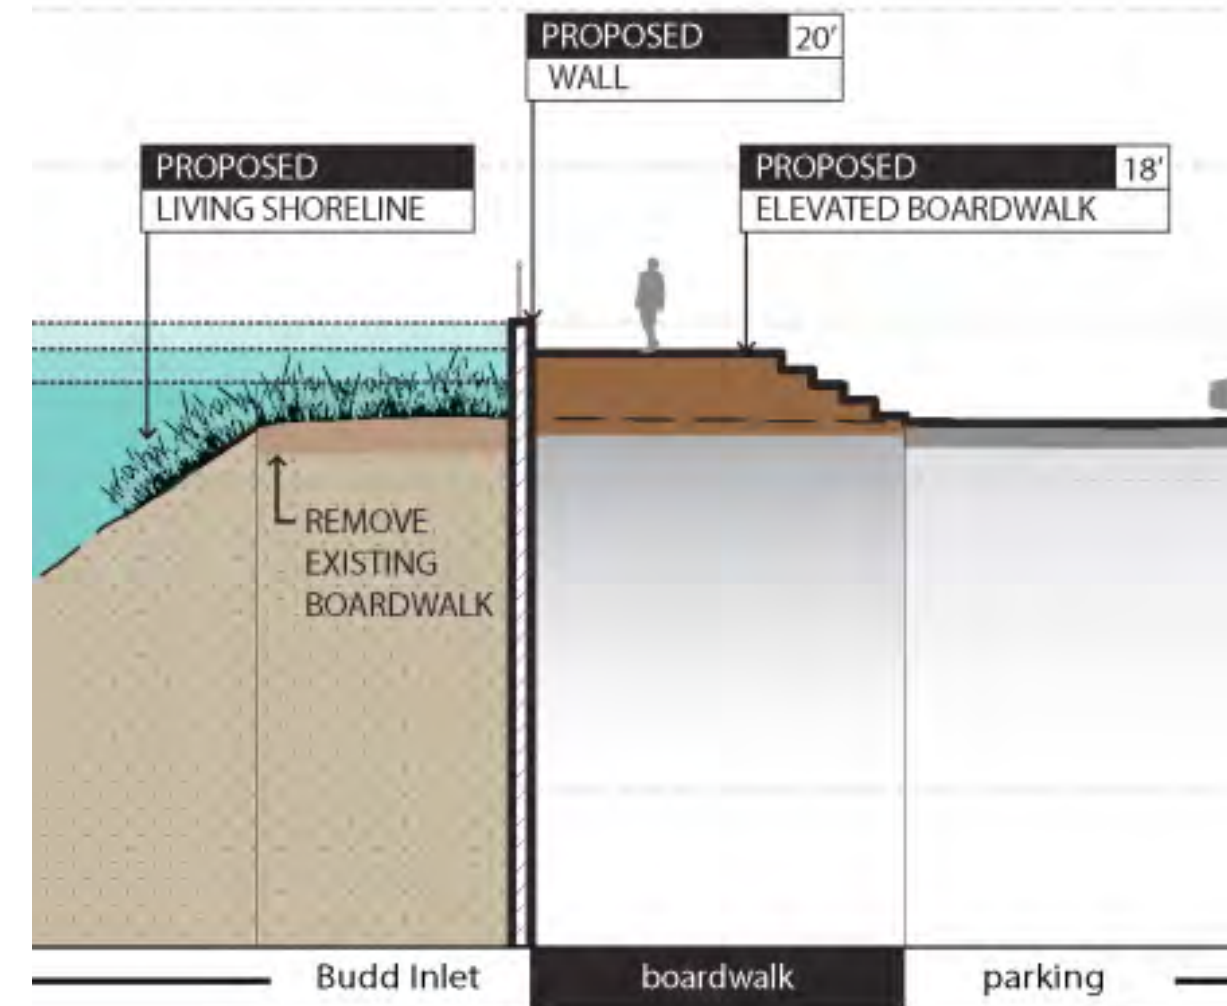 PROPOSED 20'
WALL
PROPOSED
LIVING SHORELINE
PROPOSED 18'
ELEVATED BOARDWALK
REMOVE
EXISTING
BOARDWALK
Budd Inlet
boardwalk
parking